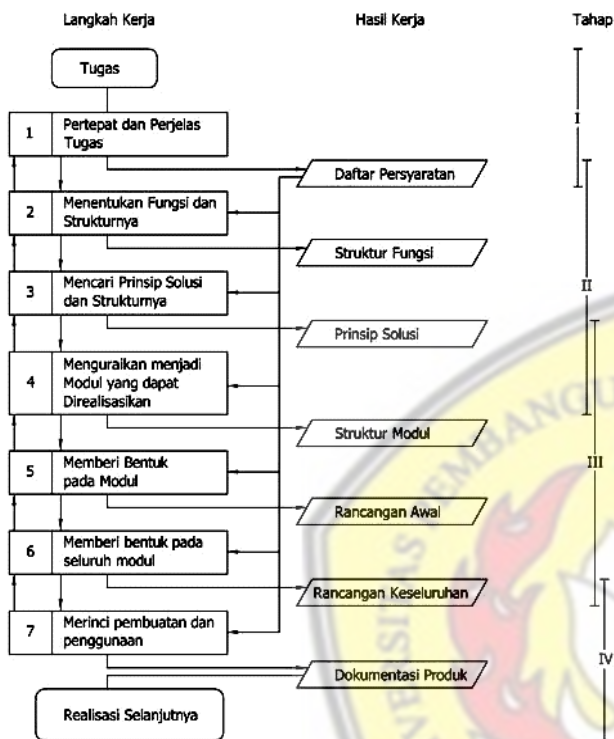 Langkah Kerja
Hasil Kerja
Tahap
Tugas
I
1
Pertepat dan Perjelas
Tugas
Daftar Persyaratan
2
Menentukan Fungsi dan
Strukturnya
Struktur Fungsi
II
3
Mencari Prinsip Solusi
dan Strukturnya
Prinsip Solusi
4
Menguraikan menjadi
Modul yang dapat
Direalisasikan
Struktur Modul
III
5
Memberi Bentuk
pada Modul
Rancangan Awal
6
Memberi bentuk pada
seluruh modul
Rancangan Keseluruhan
7
Merinci pembuatan dan
penggunaan
IV
Dokumentasi Produk
Realisasi Selanjutnya